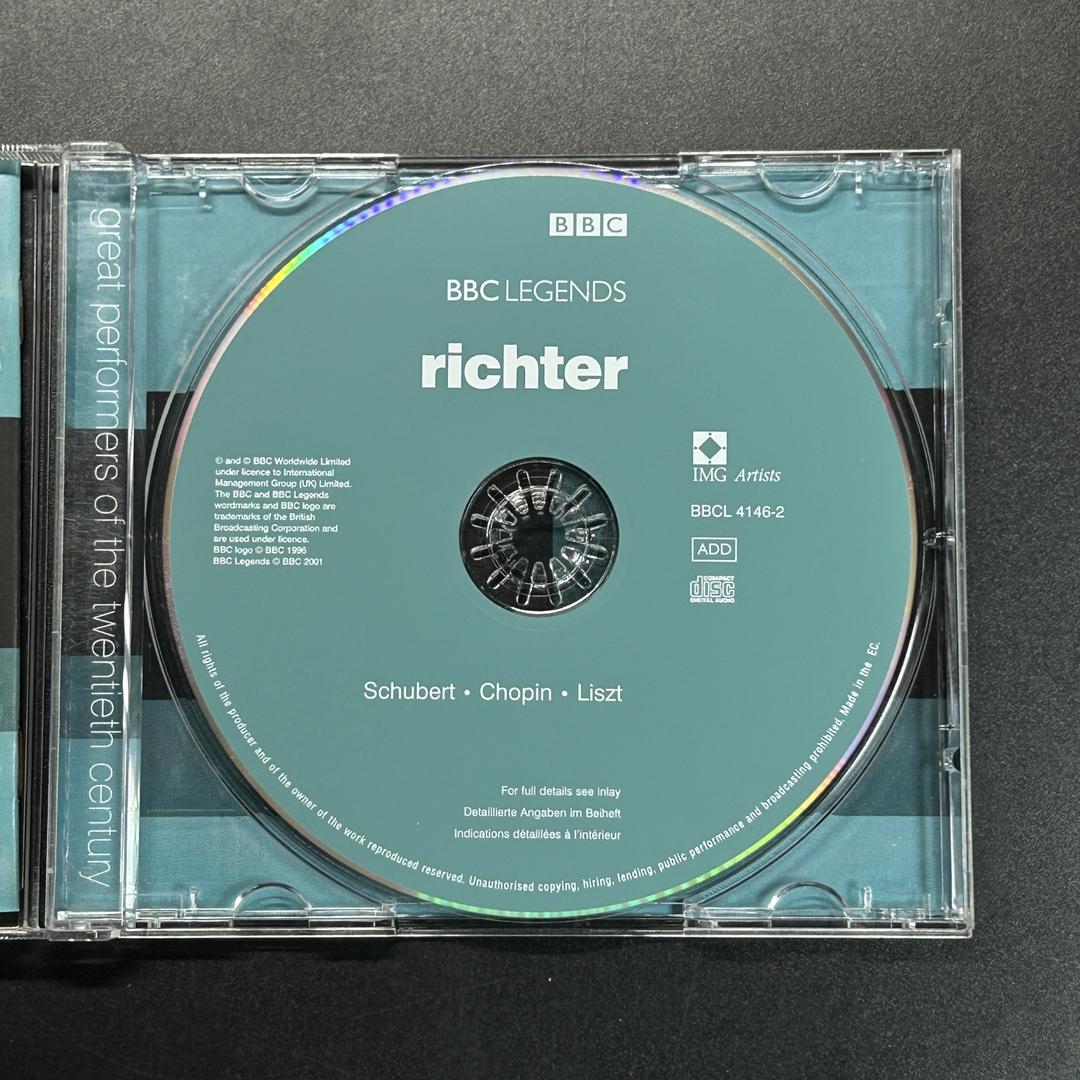 great performers of the twentieth century
BBC
BBC LEGENDS
richter
℗ and © BBC Worldwide Limited
under licence to International
Management Group (UK) Limited.
The BBC and BBC Legends
wordmarks and BBC logo are
trademarks of the British
Broadcasting Corporation and
are used under licence.
BBC logo © BBC 1996
BBC Legends © BBC 2001
IMG Artists
BBCL 4146-2
ADD
COMPACT
disc
DIGITAL AUDIO
Schubert • Chopin • Liszt
For full details see inlay
Detaillierte Angaben im Beiheft
Indications détaillées à l'intérieur
All rights of the producer and of the owner of the work reproduced reserved. Unauthorised copying, hiring, lending, public performance and broadcasting prohibited. Made in the EC.